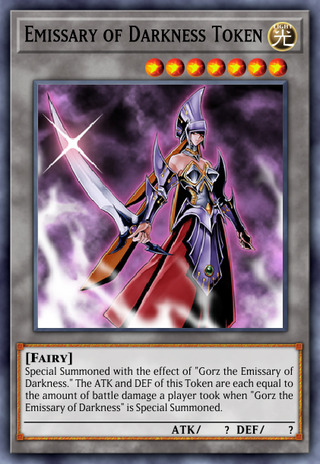 Emissary of Darkness Token
LIGHT
光
[Fairy]
Special Summoned with the effect of "Gorz the Emissary of
Darkness." The ATK and DEF of this Token are each equal to
the amount of battle damage a player took when "Gorz the
Emissary of Darkness" is Special Summoned.
ATK/ ? DEF/ ?